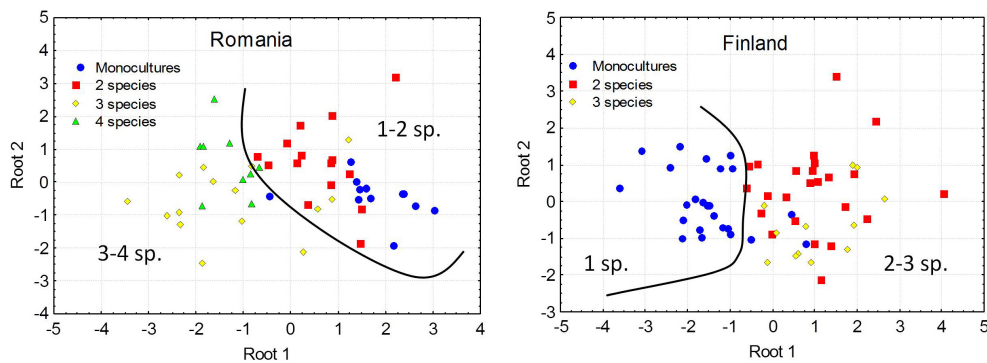 Romania
Monocultures
2 species
3 species
4 species
1-2 sp.
3-4 sp.
Root 2
5
4
3
2
1
0
-1
-2
-3
-4
-5 -4 -3 -2 -1 0 1 2 3 4
Root 1
Finland
Monocultures
2 species
3 species
1 sp.
2-3 sp.
Root 2
5
4
3
2
1
0
-1
-2
-3
-5 -4 -3 -2 -1 0 1 2 3 4 5
Root 1